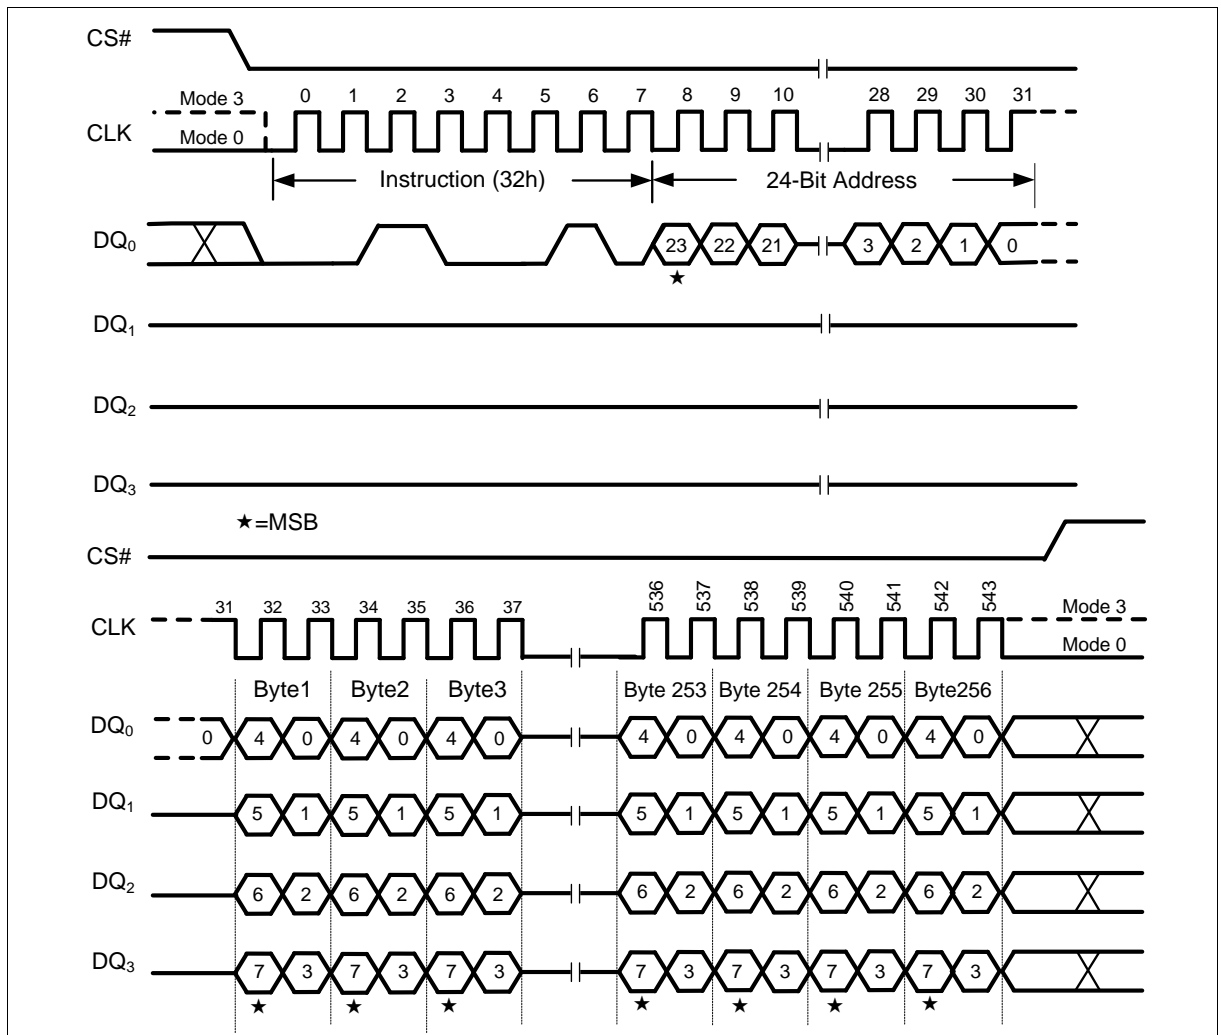 CS#
Mode 3 0 1 2 3 4 5 6 7 8 9 10 28 29 30 31
CLK Mode 0
Instruction (32h) 24-Bit Address
DQ0 23 22 21 3 2 1 0
★
DQ1
DQ2
DQ3
★=MSB
CS#
31 32 33 34 35 36 37 536 537 538 539 540 541 542 543 Mode 3
CLK Mode 0
Byte1 Byte2 Byte3 Byte 253 Byte 254 Byte 255 Byte256
DQ0 0 4 0 4 0 4 0 4 0 4 0 4 0 4 0
DQ1 5 1 5 1 5 1 5 1 5 1 5 1 5 1
DQ2 6 2 6 2 6 2 6 2 6 2 6 2 6 2
DQ3 7 3 7 3 7 3 7 3 7 3 7 3 7 3
★ ★ ★ ★ ★ ★ ★